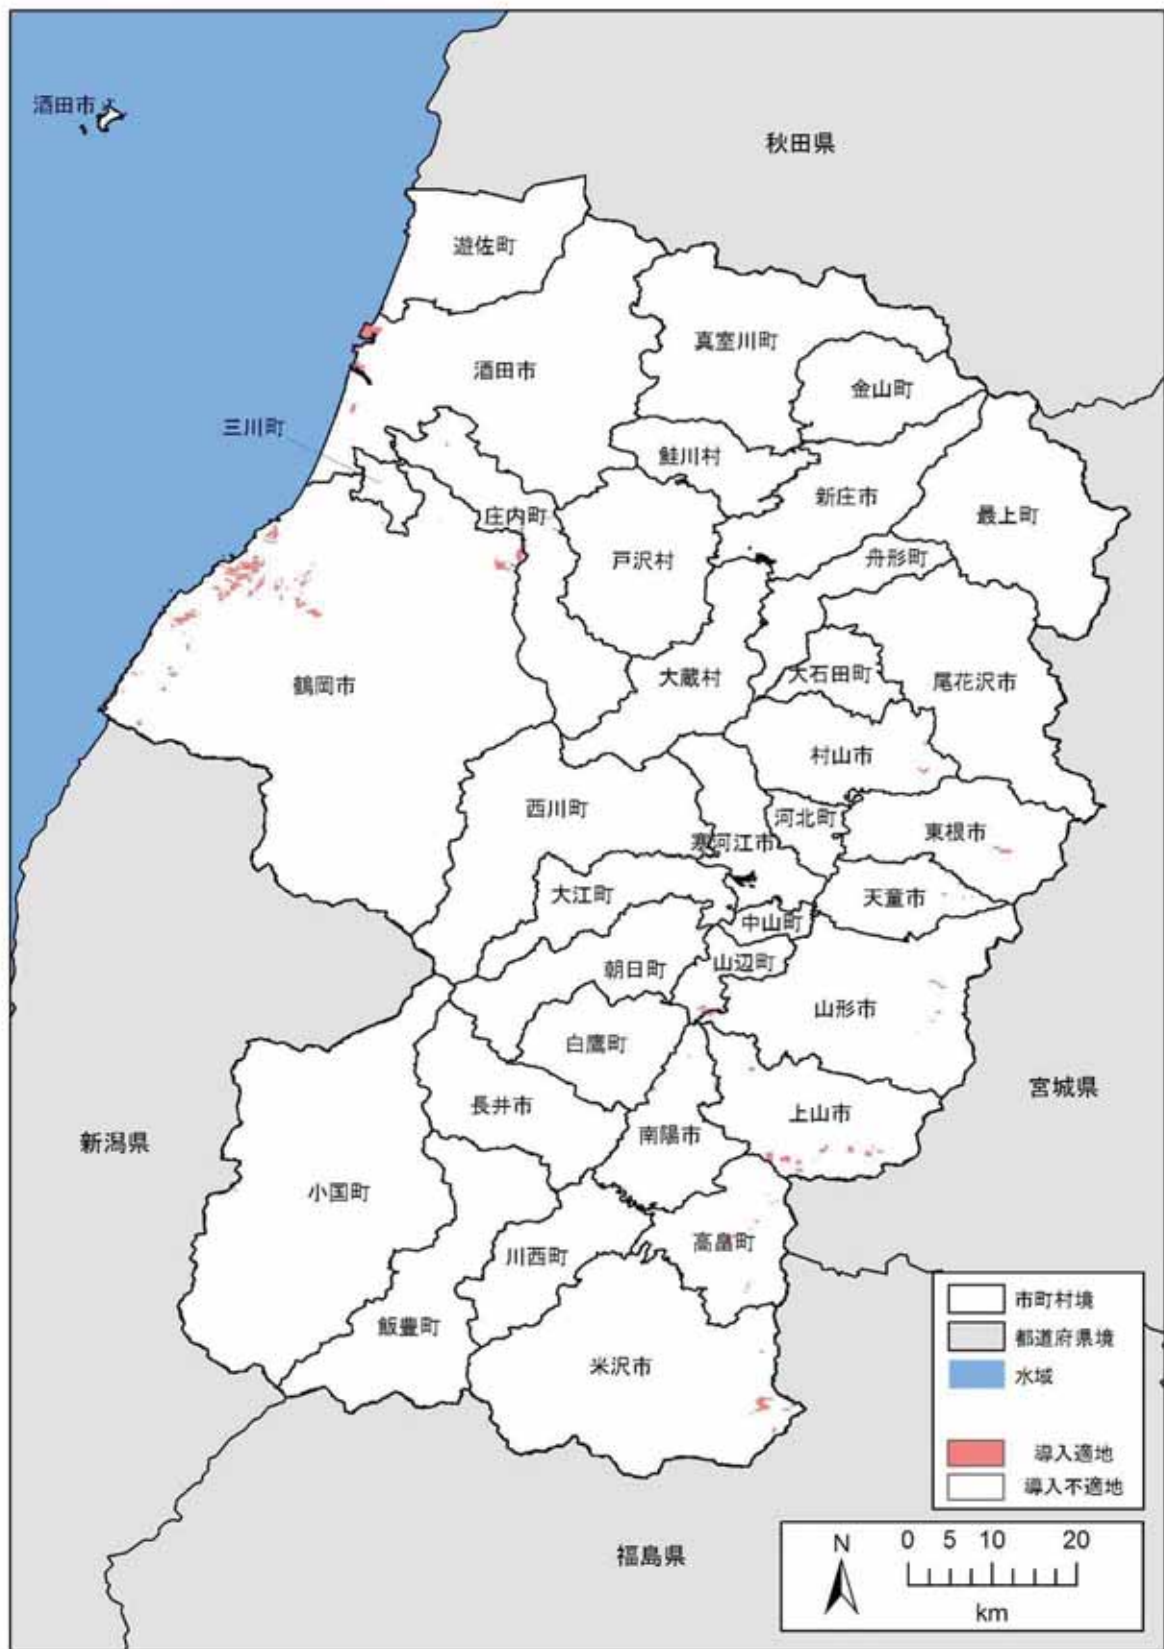 酒田市
秋田県
遊佐町
真室川町
酒田市
金山町
三川町
鮭川村
新庄市
最上町
庄内町
戸沢村
舟形町
大蔵村
大石田町
尾花沢市
鶴岡市
村山市
西川町
河北町
東根市
寒河江市
大江町
天童市
中山町
朝日町
山辺町
山形市
白鷹町
宮城県
長井市
上山市
南陽市
新潟県
小国町
高畠町
川西町
飯豊町
米沢市
福島県
市町村境
都道府県境
水域
導入適地
導入不適地
N
0 5 10 20
km